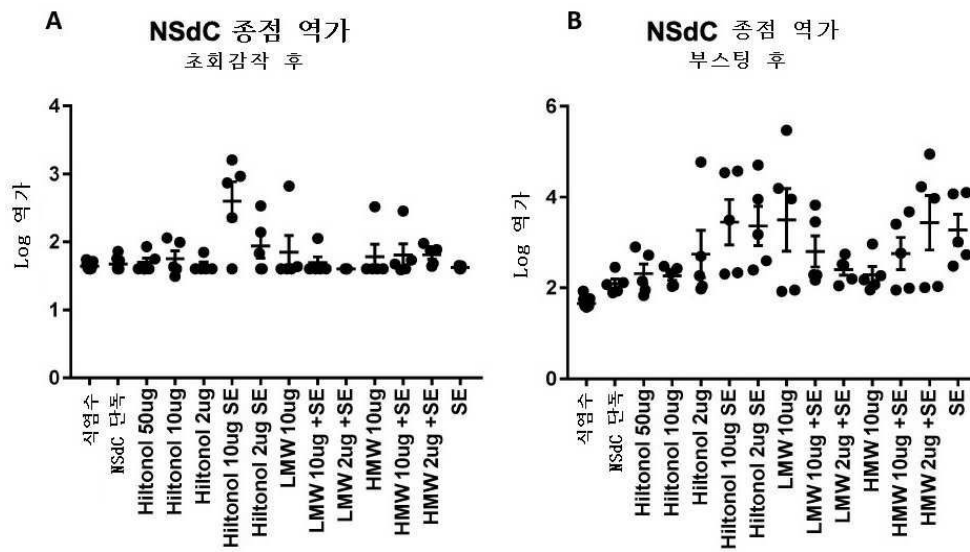 A
NSdC 종점 역가
초회감작 후
Log 역가
4
3
2
1
0
식염수
NSdC 단독
Hiltonol 50ug
Hiltonol 10ug
Hiltonol 2ug
Hiltonol 10ug SE
Hiltonol 2ug SE
LMW 10ug
LMW 10ug +SE
LMW 2ug +SE
HMW 10ug
HMW 10ug +SE
HMW 2ug +SE
SE
B
NSdC 종점 역가
부스팅 후
Log 역가
6
4
2
0
식염수
NSdC 단독
Hiltonol 50ug
Hiltonol 10ug
Hiltonol 2ug
Hiltonol 10ug SE
Hiltonol 2ug SE
LMW 10ug
LMW 10ug +SE
LMW 2ug +SE
HMW 10ug
HMW 10ug +SE
HMW 2ug +SE
SE